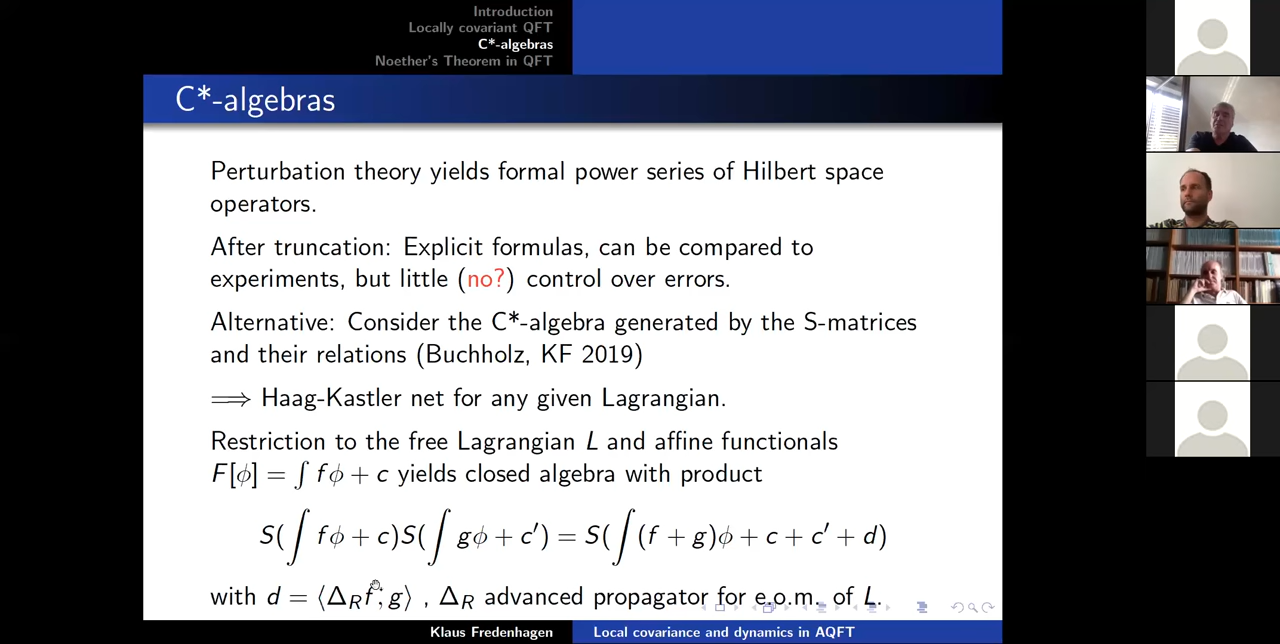 Introduction
Locally covariant QFT
C*-algebras
Noether's Theorem in QFT
C*-algebras
Perturbation theory yields formal power series of Hilbert space
operators.
After truncation: Explicit formulas, can be compared to
experiments, but little (no?) control over errors.
Alternative: Consider the C*-algebra generated by the S-matrices
and their relations (Buchholz, KF 2019)
⟹ Haag-Kastler net for any given Lagrangian.
Restriction to the free Lagrangian L and affine functionals
F[ϕ] = ∫ fϕ + c yields closed algebra with product
S(∫ fϕ + c)S(∫ gϕ + c′) = S(∫(f + g)ϕ + c + c′ + d)
with d = ⟨Δ_R f, g⟩ , Δ_R advanced propagator for e.o.m. of L.
Klaus Fredenhagen Local covariance and dynamics in AQFT